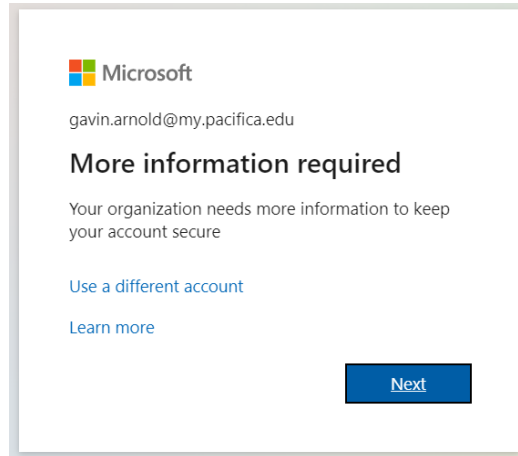 Microsoft
gavin.arnold@my.pacifica.edu
More information required
Your organization needs more information to keep
your account secure
Use a different account
Learn more
Next